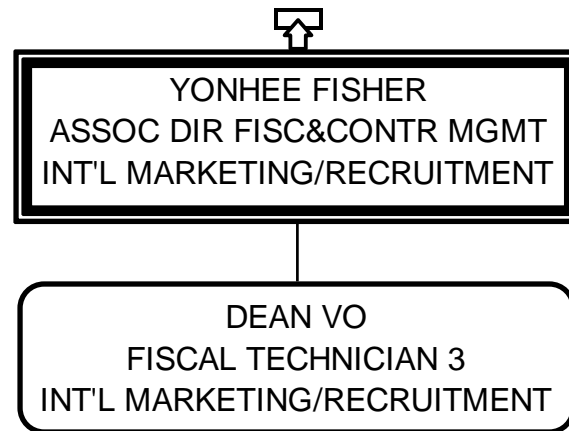 YONHEE FISHER
ASSOC DIR FISC&CONTR MGMT
INT'L MARKETING/RECRUITMENT
DEAN VO
FISCAL TECHNICIAN 3
INT'L MARKETING/RECRUITMENT